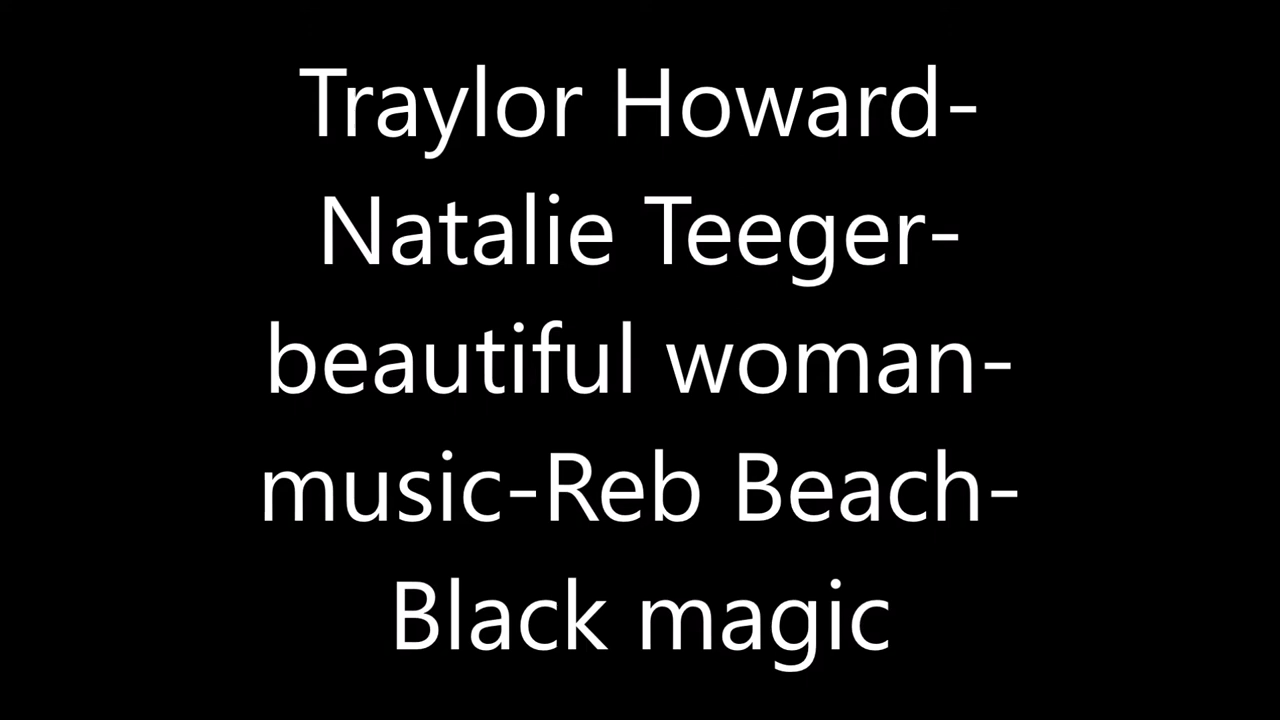 Traylor Howard-
Natalie Teeger-
beautiful woman-
music-Reb Beach-
Black magic